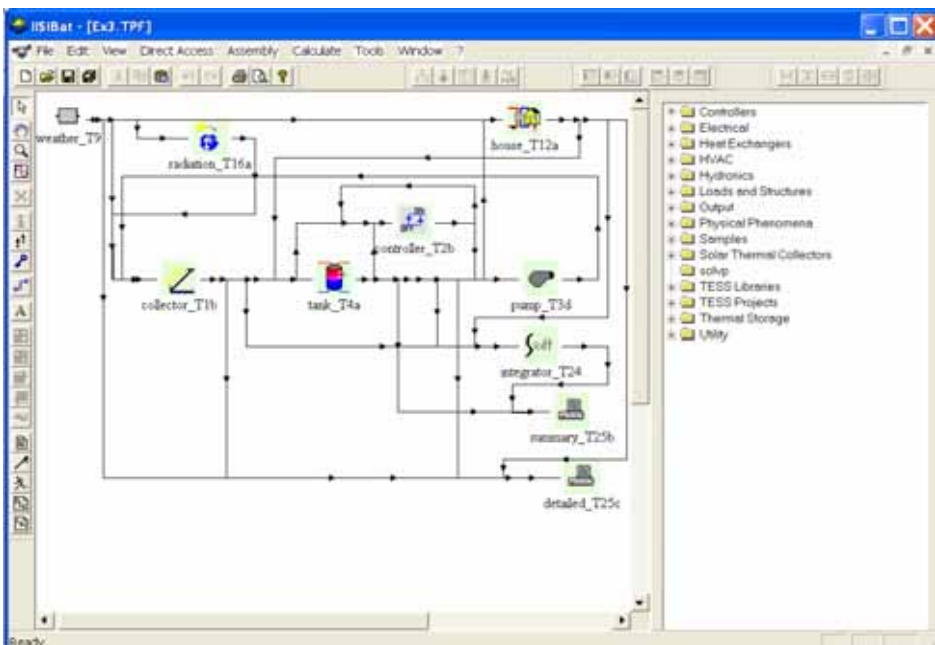 IISiBat - [Ex3.TPF]
File Edit View Direct Access Assembly Calculate Tools Window ?
weather_T9
radiation_T16a
house_T12a
controller_T2b
collector_T1b
tank_T4a
pump_T3d
integrator_T24
summary_T25b
detailed_T25c
Controllers
Electrical
Heat Exchangers
HVAC
Hydronics
Loads and Structures
Output
Physical Phenomena
Samples
Solar Thermal Collectors
solvp
TESS Libraries
TESS Projects
Thermal Storage
Utility
Ready